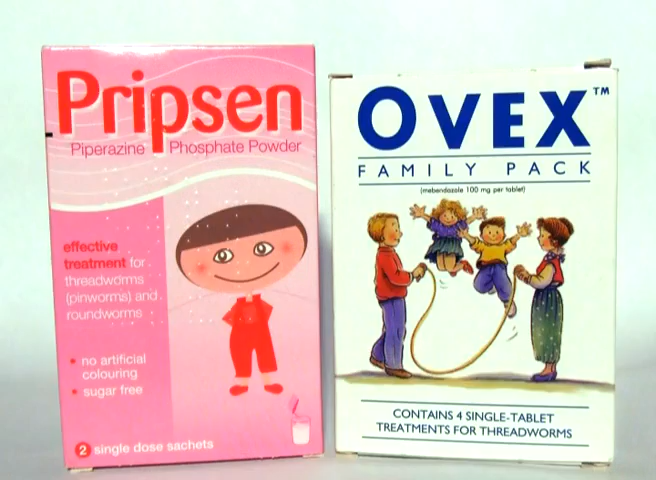 Pripsen
Piperazine Phosphate Powder
effective
treatment for
threadworms
(pinworms) and
roundworms
• no artificial
colouring
• sugar free
2 single dose sachets
OVEX™
FAMILY PACK
(mebendazole 100 mg per tablet)
CONTAINS 4 SINGLE-TABLET
TREATMENTS FOR THREADWORMS